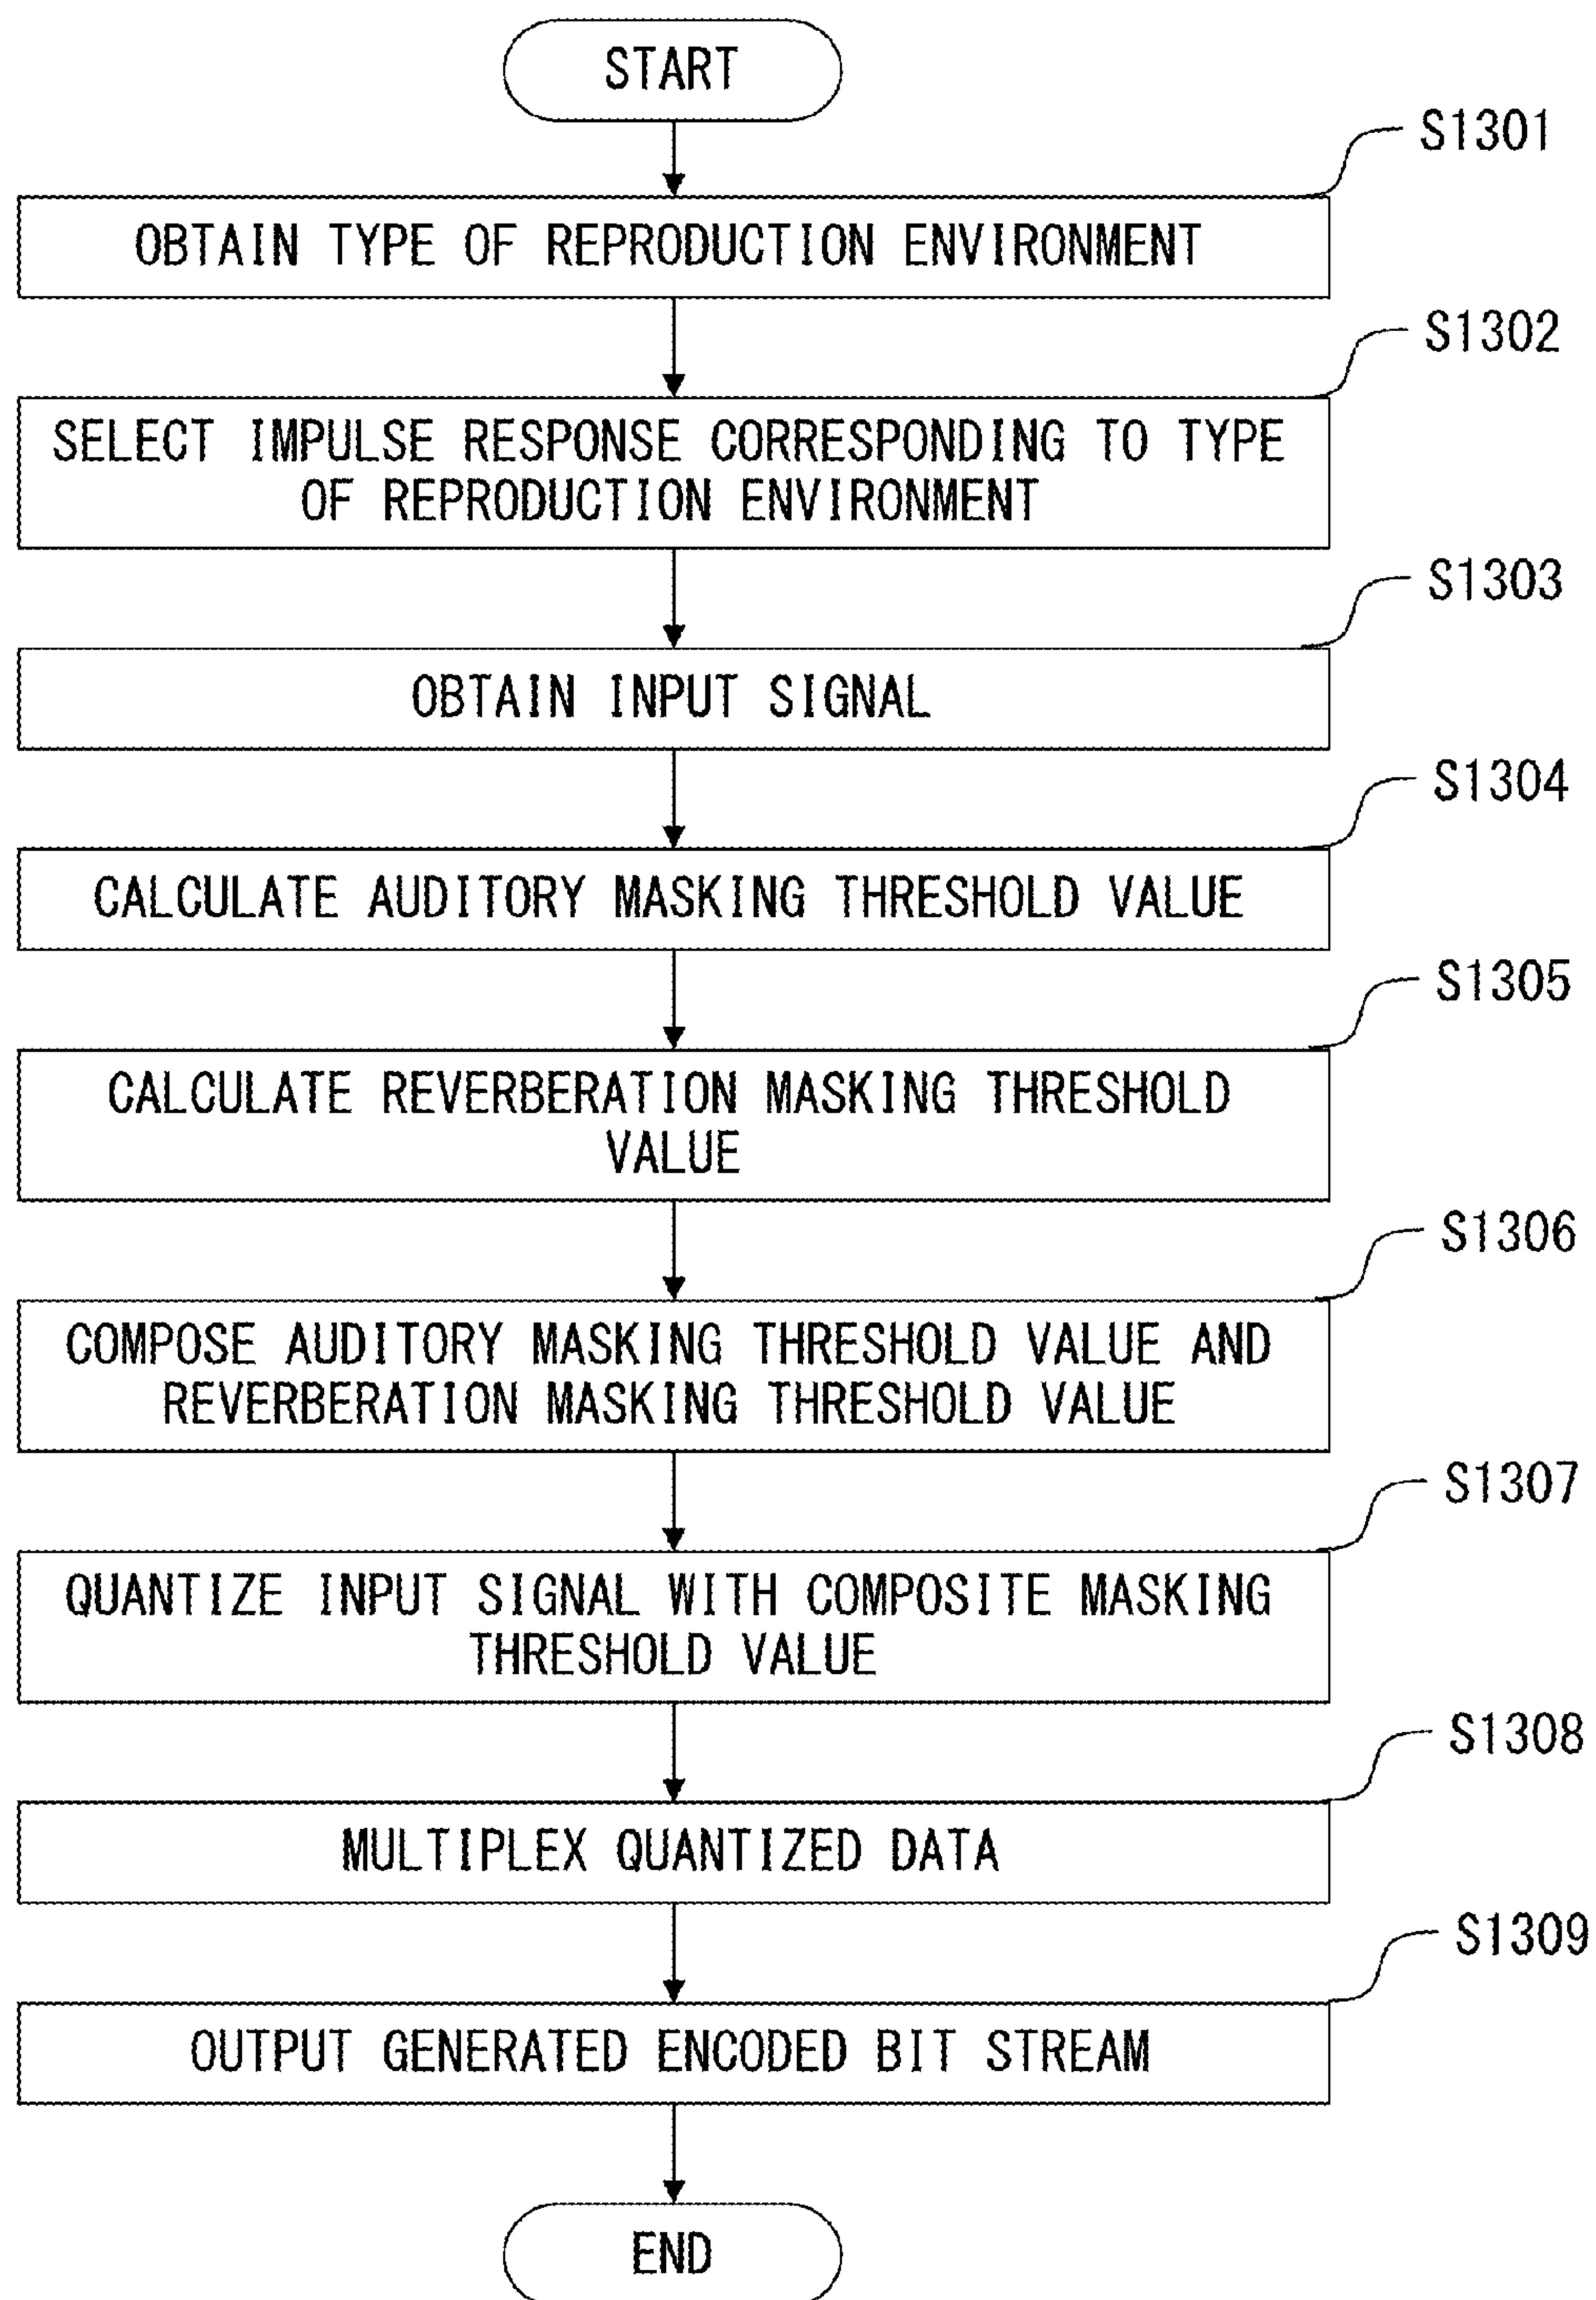 START
S1301
OBTAIN TYPE OF REPRODUCTION ENVIRONMENT
S1302
SELECT IMPULSE RESPONSE CORRESPONDING TO TYPE
OF REPRODUCTION ENVIRONMENT
S1303
OBTAIN INPUT SIGNAL
S1304
CALCULATE AUDITORY MASKING THRESHOLD VALUE
S1305
CALCULATE REVERBERATION MASKING THRESHOLD
VALUE
S1306
COMPOSE AUDITORY MASKING THRESHOLD VALUE AND
REVERBERATION MASKING THRESHOLD VALUE
S1307
QUANTIZE INPUT SIGNAL WITH COMPOSITE MASKING
THRESHOLD VALUE
S1308
MULTIPLEX QUANTIZED DATA
S1309
OUTPUT GENERATED ENCODED BIT STREAM
END